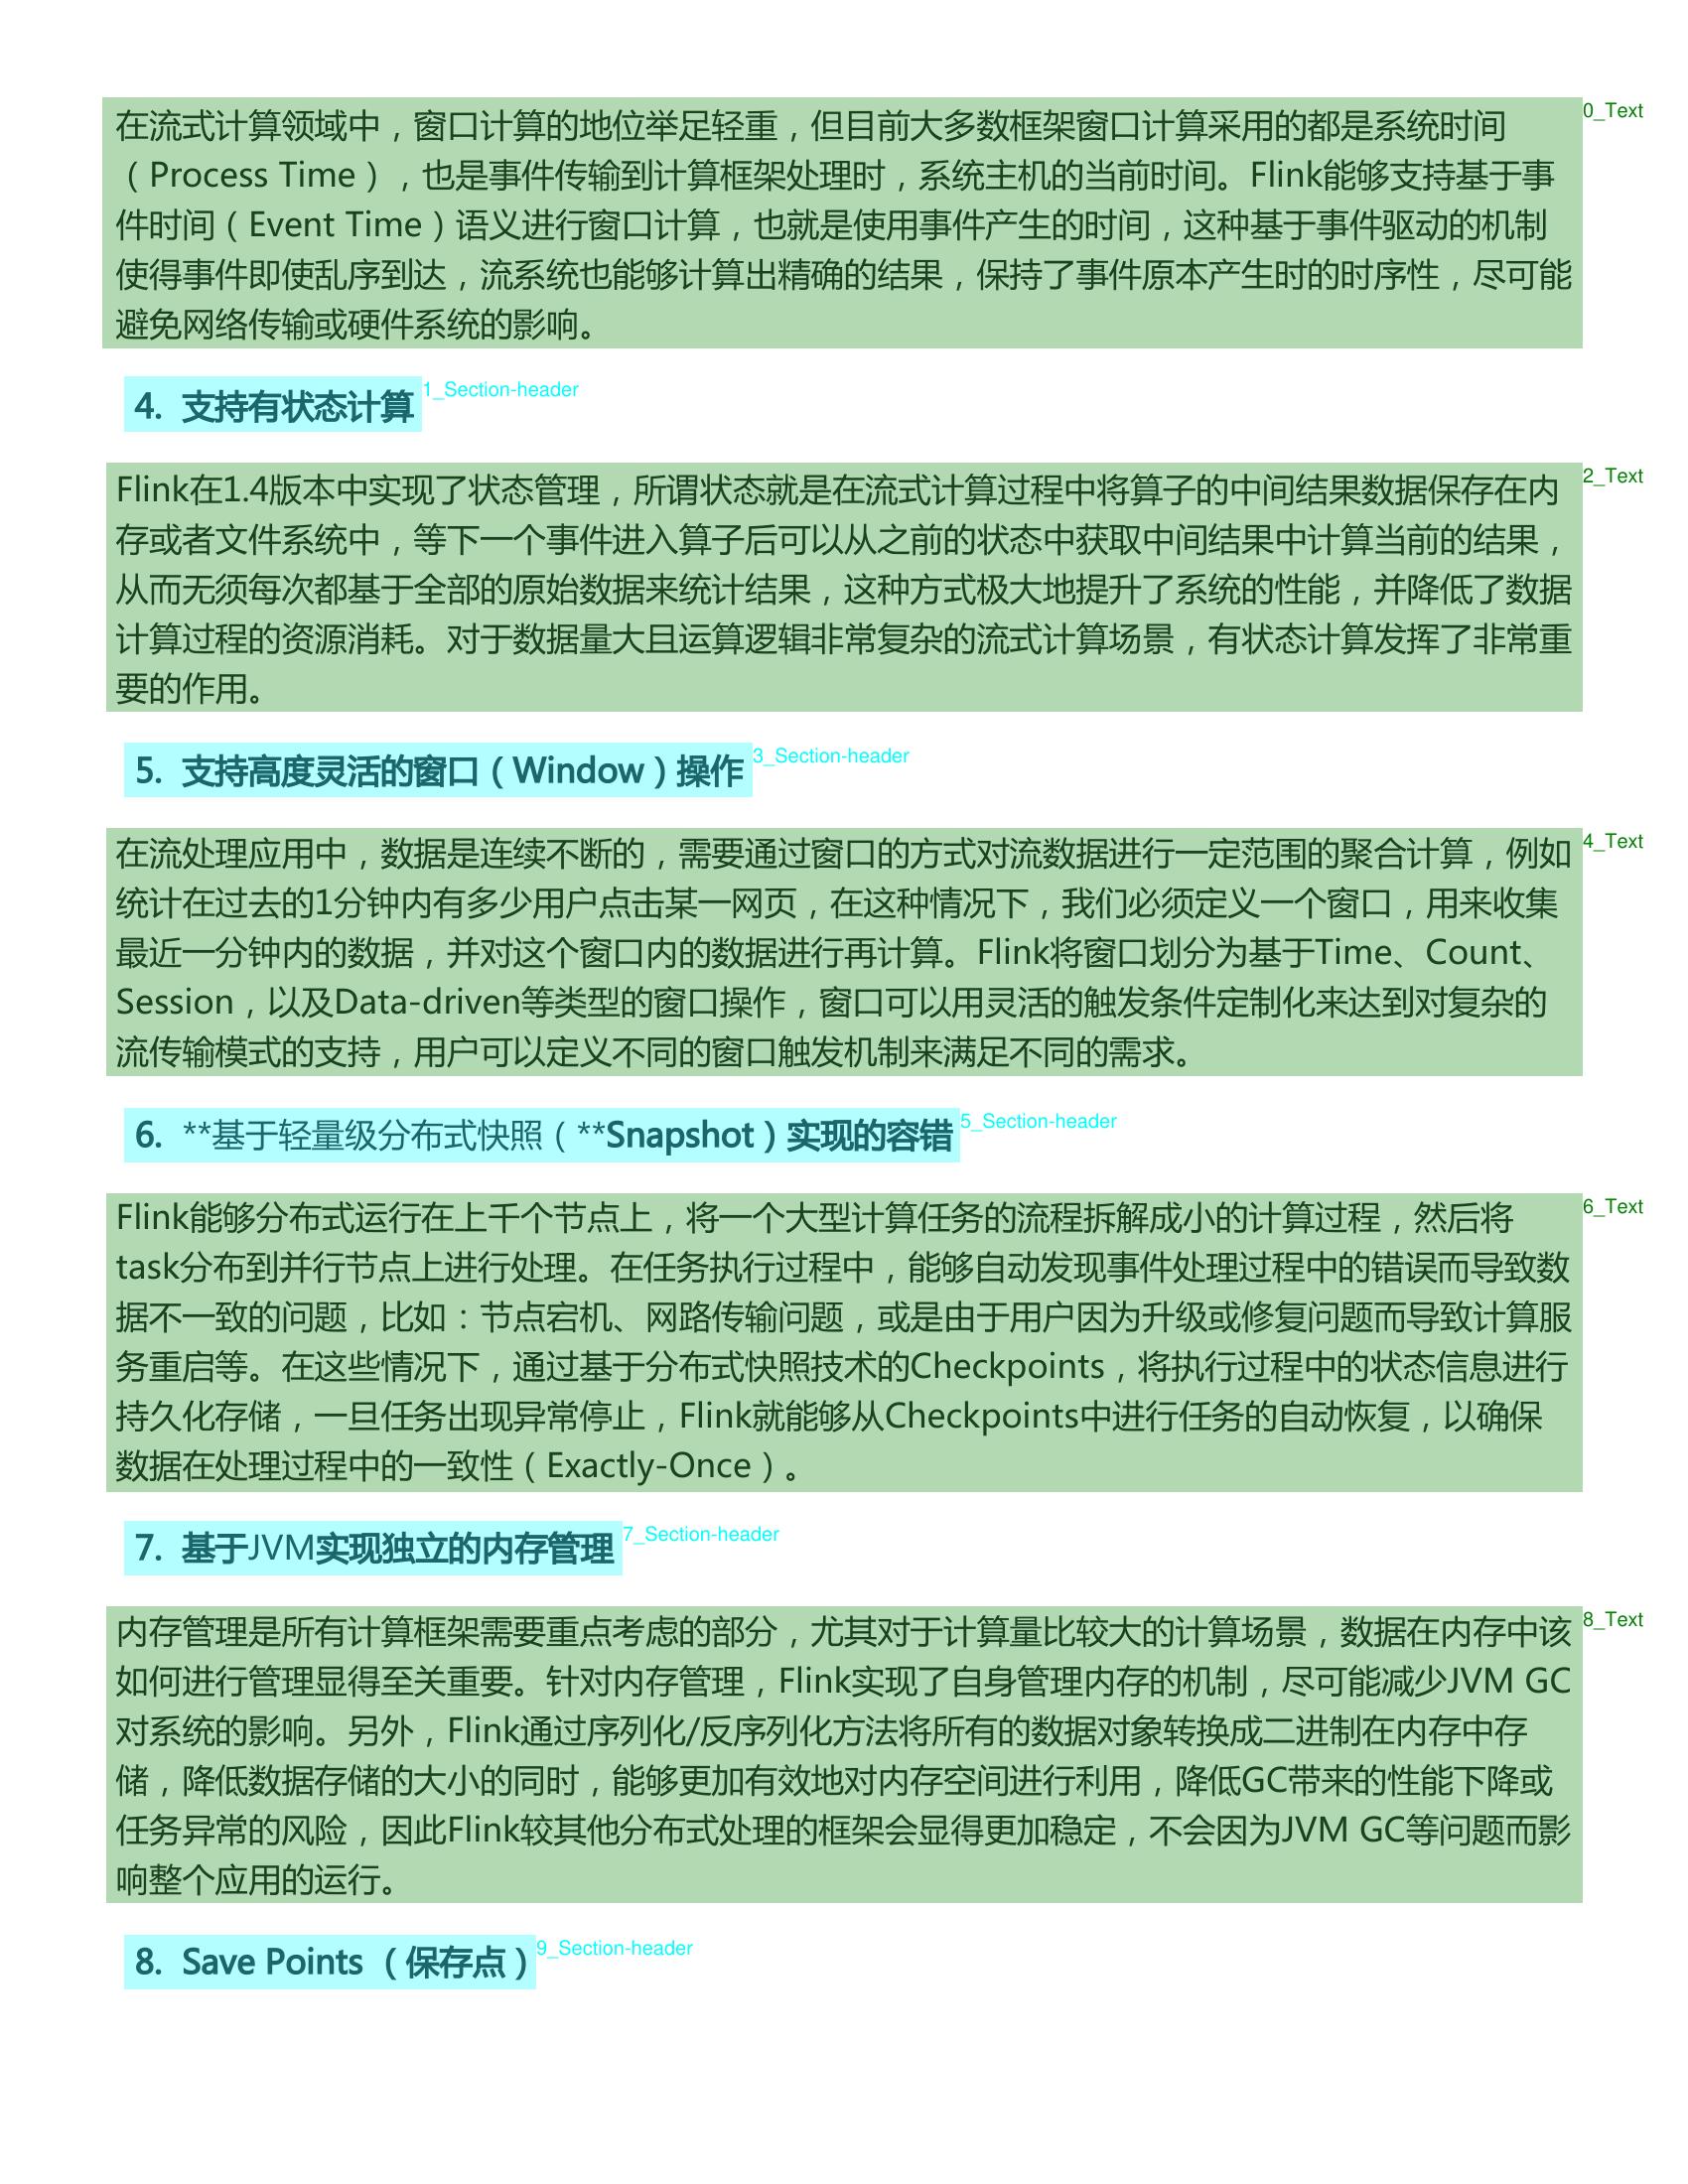 在流式计算领域中，窗口计算的地位举足轻重，但目前大多数框架窗口计算采用的都是系统时间
0_Text
（Process Time），也是事件传输到计算框架处理时，系统主机的当前时间。Flink能够支持基于事
件时间（Event Time）语义进行窗口计算，也就是使用事件产生的时间，这种基于事件驱动的机制
使得事件即使乱序到达，流系统也能够计算出精确的结果，保持了事件原本产生时的时序性，尽可能
避免网络传输或硬件系统的影响。
4. 支持有状态计算
1_Section-header
Flink在1.4版本中实现了状态管理，所谓状态就是在流式计算过程中将算子的中间结果数据保存在内
2_Text
存或者文件系统中，等下一个事件进入算子后可以从之前的状态中获取中间结果中计算当前的结果，
从而无须每次都基于全部的原始数据来统计结果，这种方式极大地提升了系统的性能，并降低了数据
计算过程的资源消耗。对于数据量大且运算逻辑非常复杂的流式计算场景，有状态计算发挥了非常重
要的作用。
5. 支持高度灵活的窗口（Window）操作
3_Section-header
在流处理应用中，数据是连续不断的，需要通过窗口的方式对流数据进行一定范围的聚合计算，例如
4_Text
统计在过去的1分钟内有多少用户点击某一网页，在这种情况下，我们必须定义一个窗口，用来收集
最近一分钟内的数据，并对这个窗口内的数据进行再计算。Flink将窗口划分为基于Time、Count、
Session，以及Data-driven等类型的窗口操作，窗口可以用灵活的触发条件定制化来达到对复杂的
流传输模式的支持，用户可以定义不同的窗口触发机制来满足不同的需求。
6. **基于轻量级分布式快照（**Snapshot）实现的容错
5_Section-header
Flink能够分布式运行在上千个节点上，将一个大型计算任务的流程拆解成小的计算过程，然后将
6_Text
task分布到并行节点上进行处理。在任务执行过程中，能够自动发现事件处理过程中的错误而导致数
据不一致的问题，比如：节点宕机、网路传输问题，或是由于用户因为升级或修复问题而导致计算服
务重启等。在这些情况下，通过基于分布式快照技术的Checkpoints，将执行过程中的状态信息进行
持久化存储，一旦任务出现异常停止，Flink就能够从Checkpoints中进行任务的自动恢复，以确保
数据在处理过程中的一致性（Exactly-Once）。
7. 基于JVM实现独立的内存管理
7_Section-header
内存管理是所有计算框架需要重点考虑的部分，尤其对于计算量比较大的计算场景，数据在内存中该
8_Text
如何进行管理显得至关重要。针对内存管理，Flink实现了自身管理内存的机制，尽可能减少JVM GC
对系统的影响。另外，Flink通过序列化/反序列化方法将所有的数据对象转换成二进制在内存中存
储，降低数据存储的大小的同时，能够更加有效地对内存空间进行利用，降低GC带来的性能下降或
任务异常的风险，因此Flink较其他分布式处理的框架会显得更加稳定，不会因为JVM GC等问题而影
响整个应用的运行。
8. Save Points （保存点）
9_Section-header